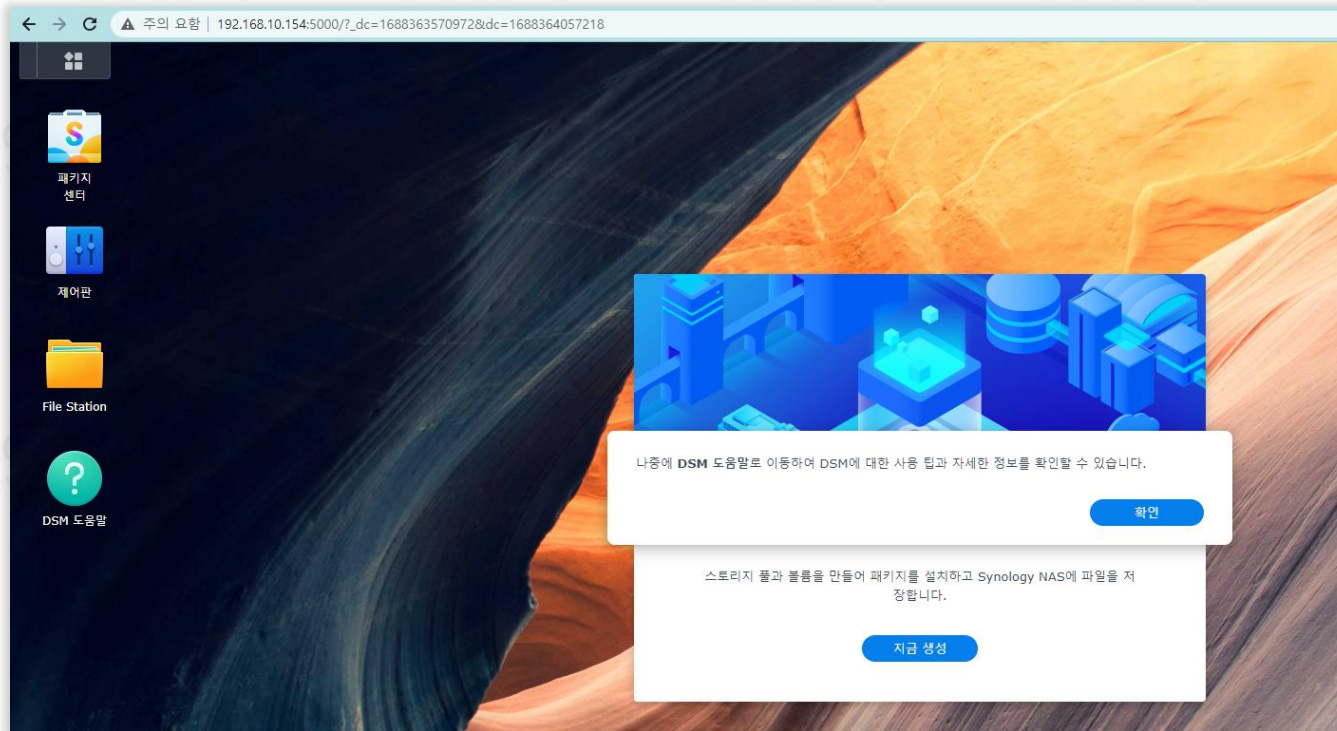 주의 요함 | 192.168.10.154:5000/?_dc=1688363570972&dc=1688364057218
패키지
센터
제어판
File Station
DSM 도움말
나중에 DSM 도움말로 이동하여 DSM에 대한 사용 팁과 자세한 정보를 확인할 수 있습니다.
확인
스토리지 풀과 볼륨을 만들어 패키지를 설치하고 Synology NAS에 파일을 저
장합니다.
지금 생성